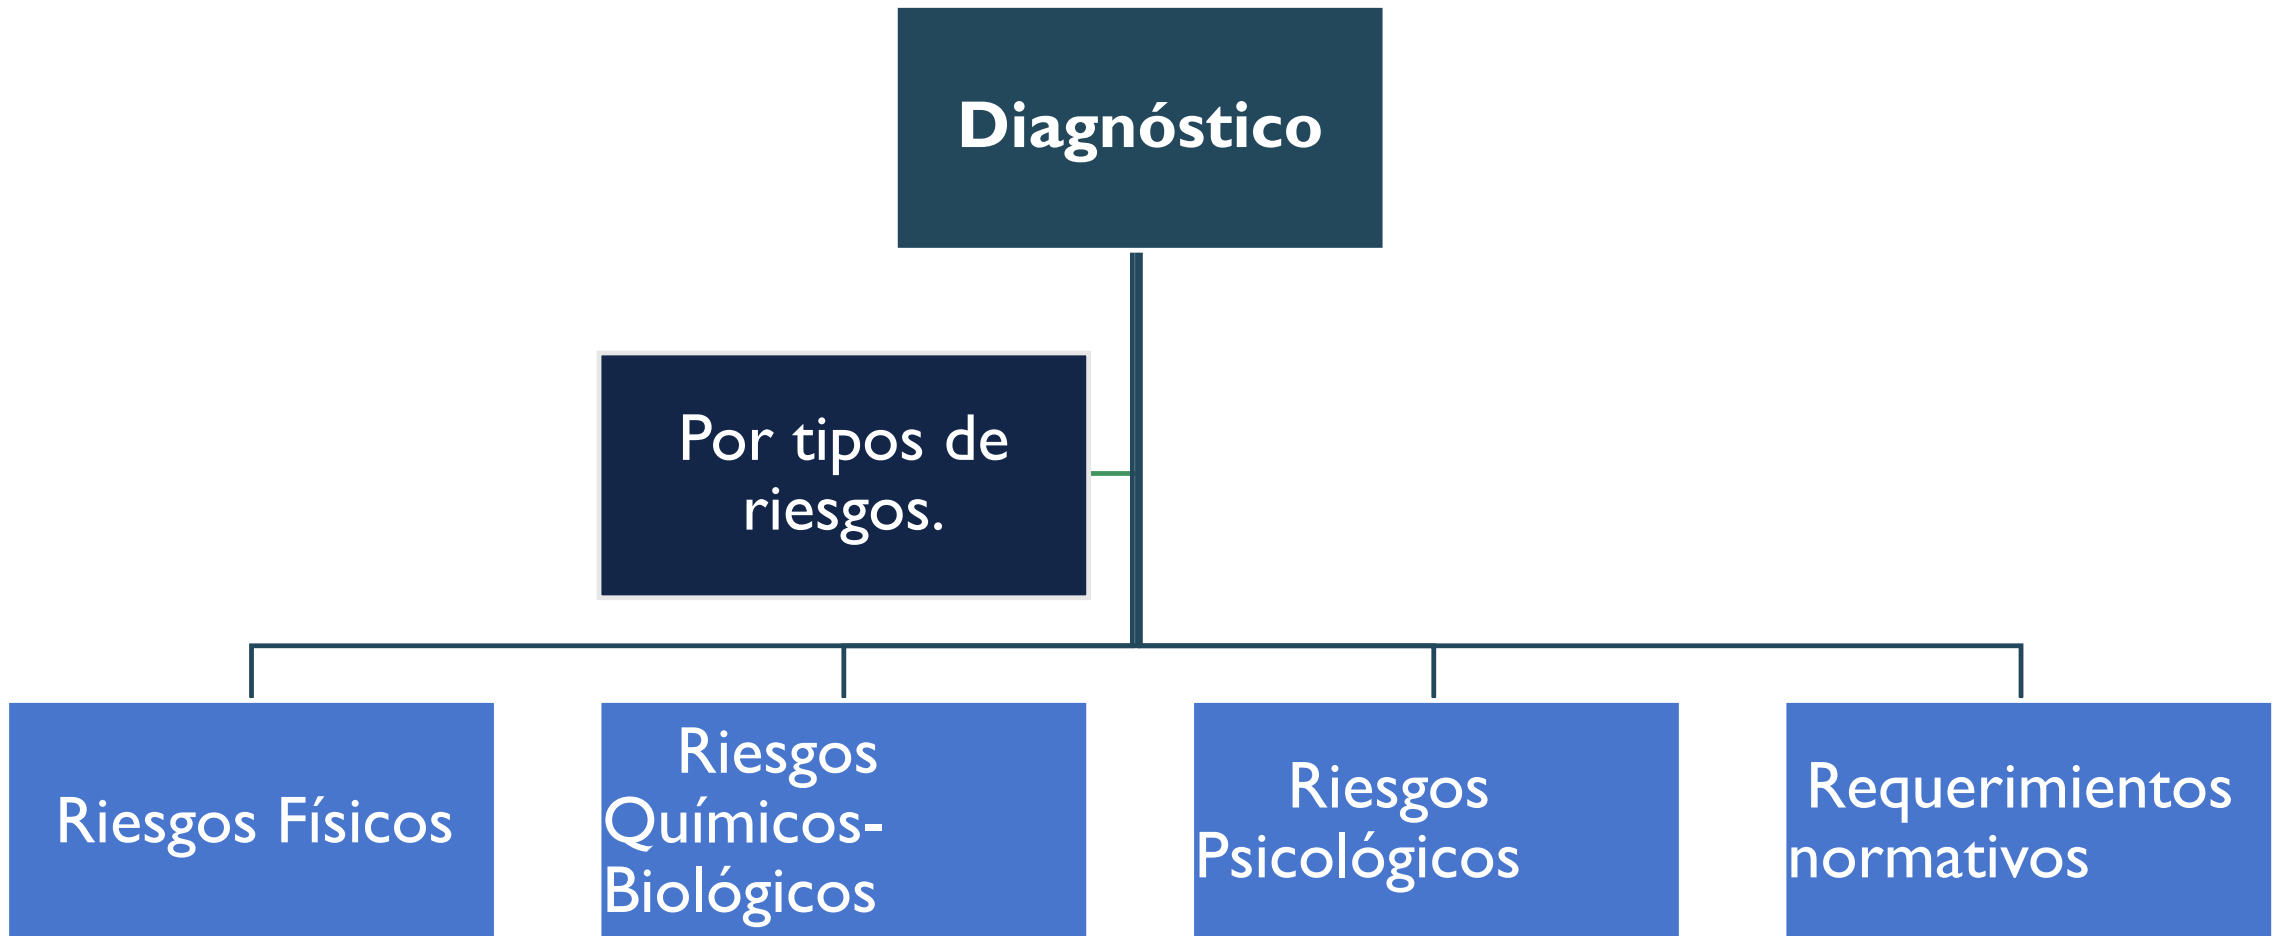 Diagnóstico
Por tipos de
riesgos.
Riesgos Físicos
Riesgos
Químicos-
Biológicos
Riesgos
Psicológicos
Requerimientos
normativos